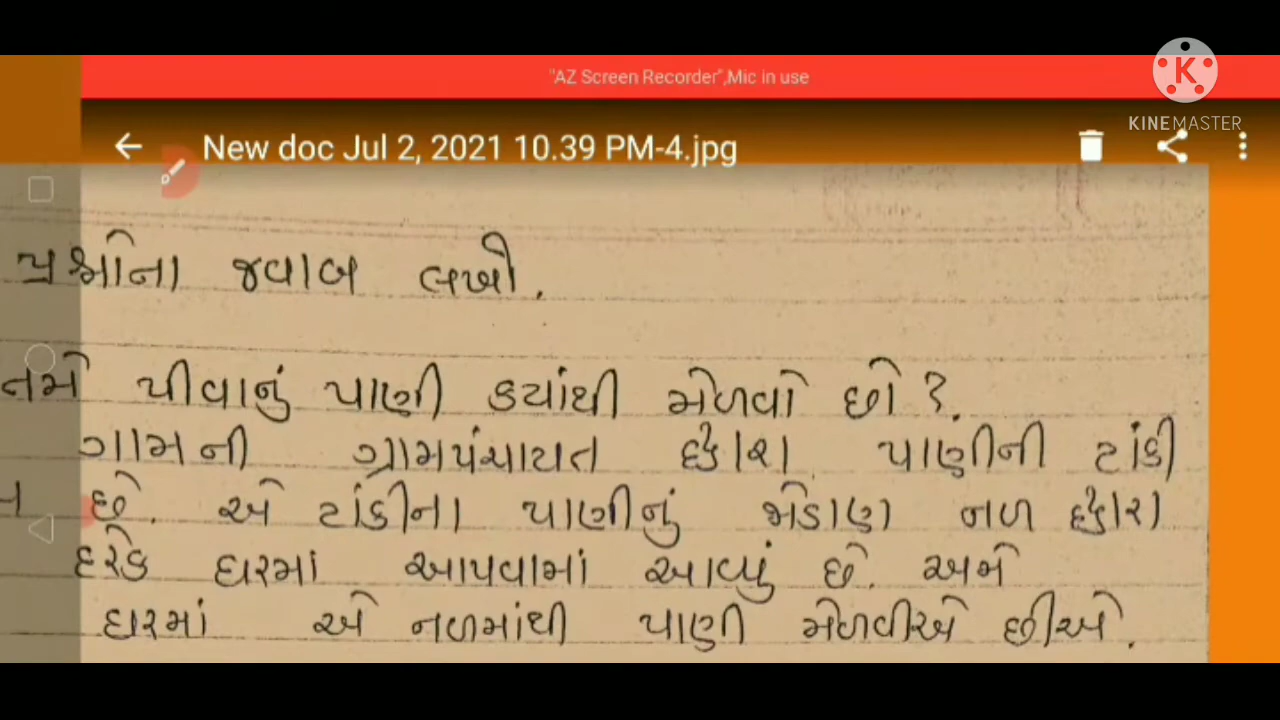 "AZ Screen Recorder",Mic in use
KINEMASTER
New doc Jul 2, 2021 10.39 PM-4.jpg
પ્રશ્નોના જવાબ લખો.
તમે પીવાનું પાણી કયાંથી મેળવો છો?
ગામની ગ્રામપંચાયત દ્વારા પાણીની ટાંકી
છે. એ ટાંકીના પાણીનું જોડાણ નળ દ્વારા
દરેક ઘરમાં આપવામાં આવ્યું છે. અમે
ઘરમાં એ નળમાંથી પાણી મેળવીએ છીએ.